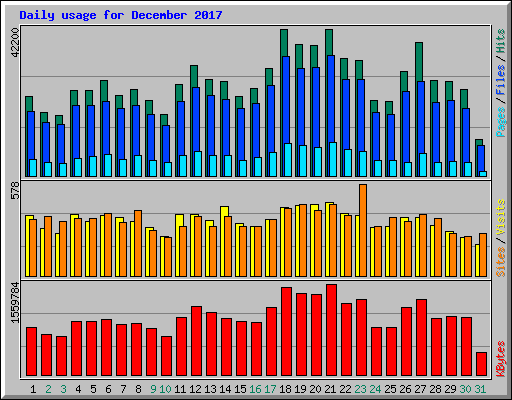 Daily usage for December 2017
42200
Pages / Files / Hits
578
Sites / Visits
1559784
KBytes
1 2 3 4 5 6 7 8 9 10 11 12 13 14 15 16 17 18 19 20 21 22 23 24 25 26 27 28 29 30 31